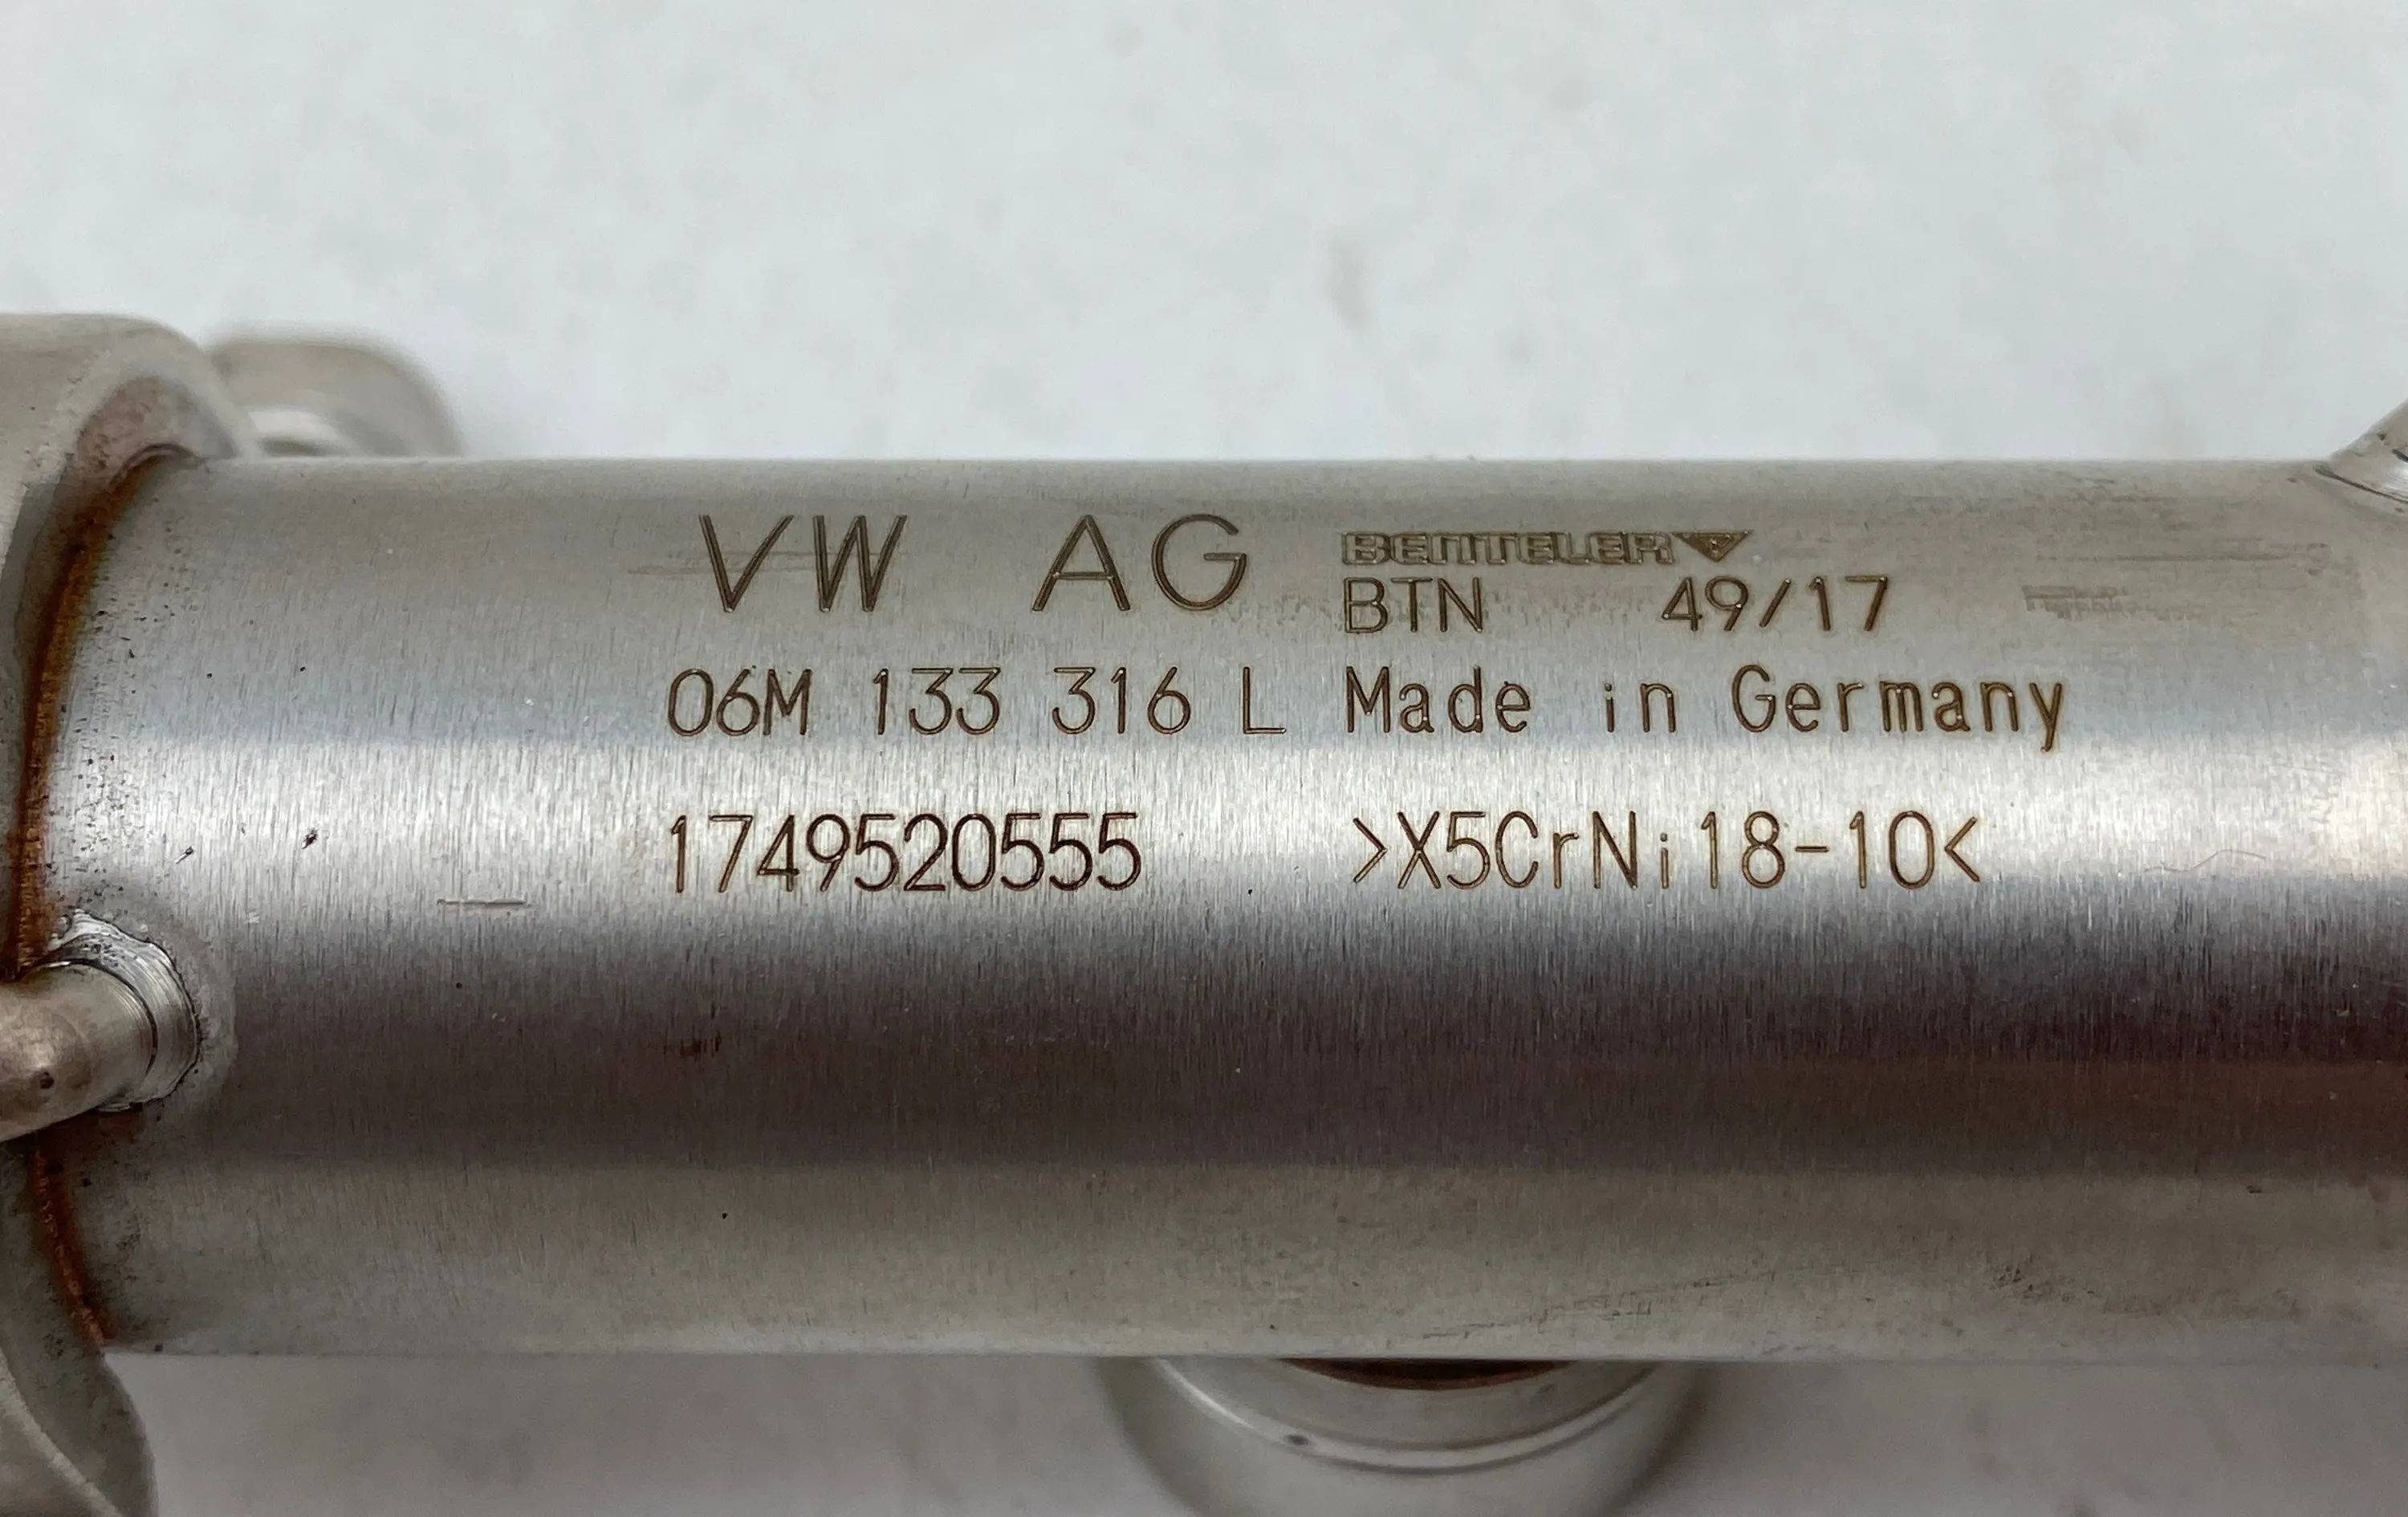 VW AG BENTELER
BTN 49/17
06M 133 316 L Made in Germany
1749520555 >X5CrNi18-10<